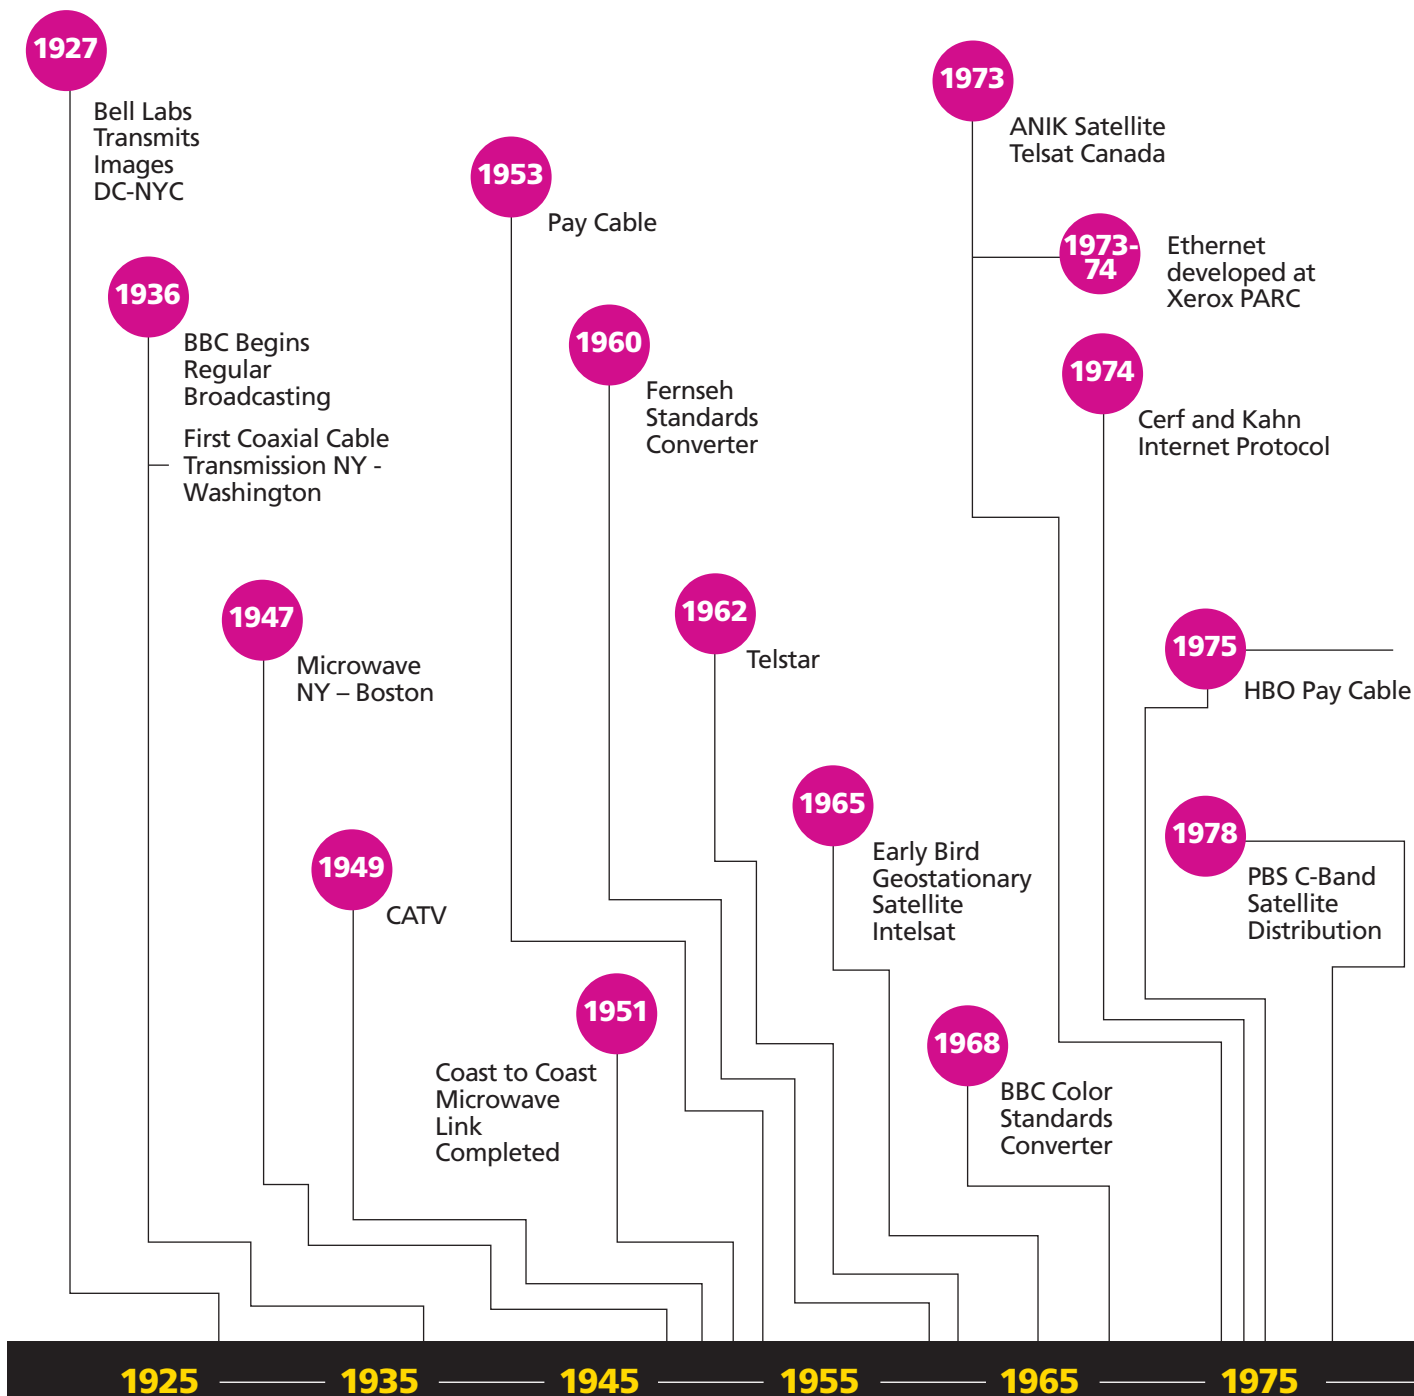 1927
Bell Labs
Transmits
Images
DC-NYC
1936
BBC Begins
Regular
Broadcasting
First Coaxial Cable
Transmission NY -
Washington
1947
Microwave
NY – Boston
1949
CATV
1951
Coast to Coast
Microwave
Link
Completed
1953
Pay Cable
1960
Fernseh
Standards
Converter
1962
Telstar
1965
Early Bird
Geostationary
Satellite
Intelsat
1968
BBC Color
Standards
Converter
1973
ANIK Satellite
Telsat Canada
1973-
74
Ethernet
developed at
Xerox PARC
1974
Cerf and Kahn
Internet Protocol
1975
HBO Pay Cable
1978
PBS C-Band
Satellite
Distribution
1925 1935 1945 1955 1965 1975